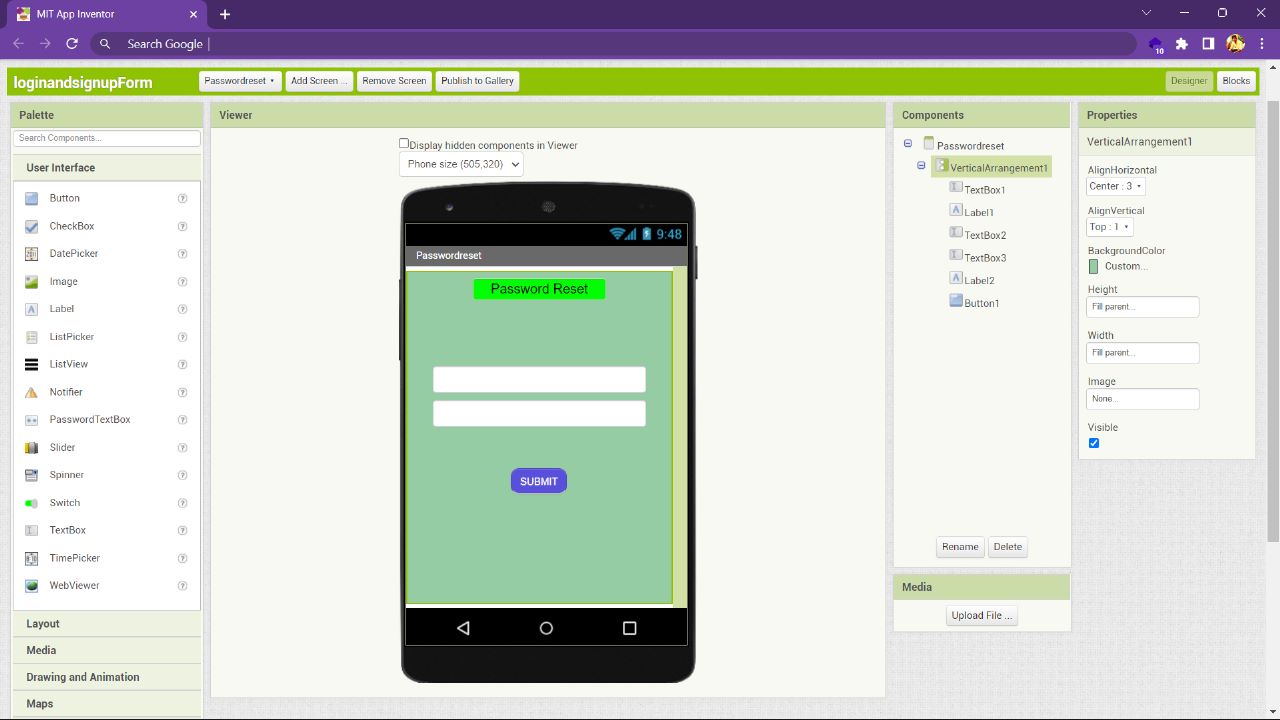 MIT App Inventor
Search Google
10
loginandsignupForm
Passwordreset
Add Screen ...
Remove Screen
Publish to Gallery
Designer
Blocks
Palette
Search Components...
User Interface
Button
CheckBox
DatePicker
Image
Label
ListPicker
ListView
Notifier
PasswordTextBox
Slider
Spinner
Switch
TextBox
TimePicker
WebViewer
Layout
Media
Drawing and Animation
Maps
Viewer
Display hidden components in Viewer
Phone size (505,320)
9:48
Passwordreset
Password Reset
SUBMIT
Components
Passwordreset
VerticalArrangement1
TextBox1
Label1
TextBox2
TextBox3
Label2
Button1
Rename
Delete
Media
Upload File ...
Properties
VerticalArrangement1
AlignHorizontal
Center : 3
AlignVertical
Top : 1
BackgroundColor
Custom...
Height
Fill parent...
Width
Fill parent...
Image
None...
Visible